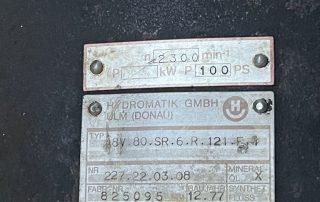 n 2300 min-1
P kW P 100 PS
HYDROMATIK GMBH
ULM (DONAU)
H
TYP
A8V.80.SR.6.R.121.F.
NR 227.22.03.08 MINERAL X
825095 12.77 SYNTHET
FLUSS